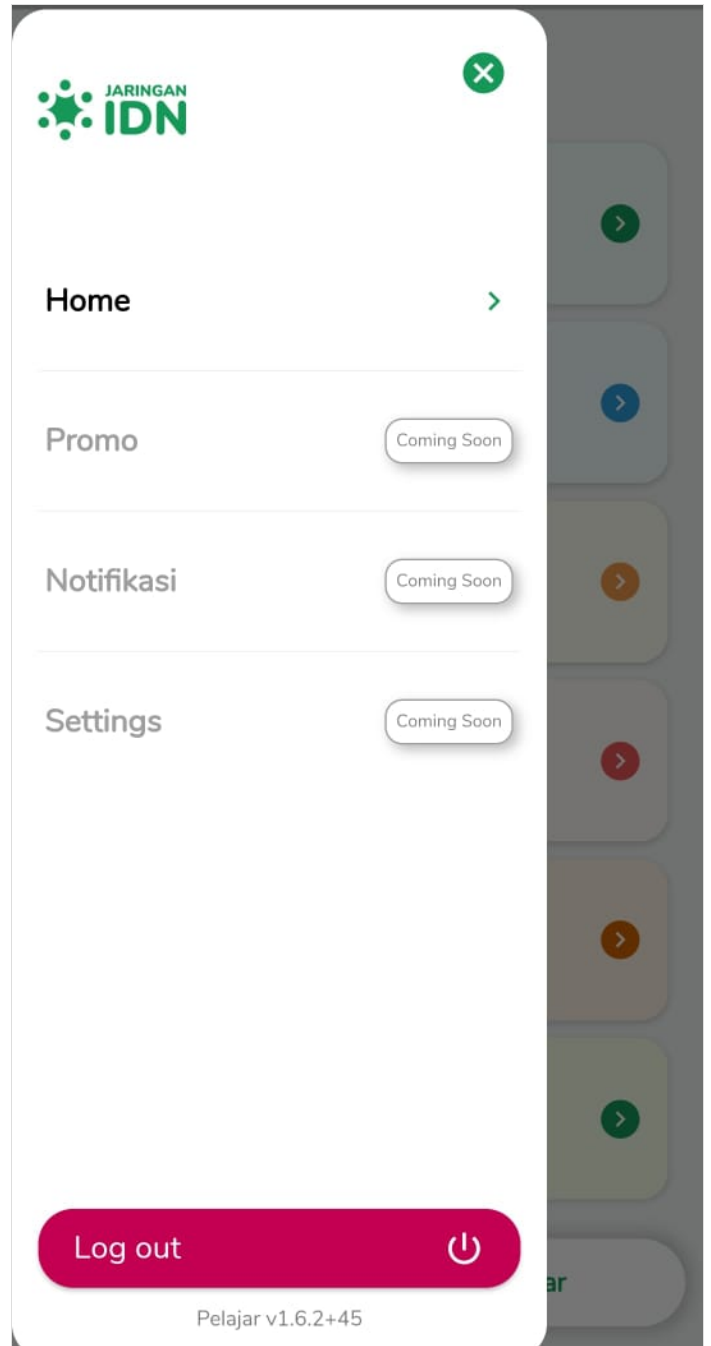 JARINGAN
IDN
Home
Promo
Coming Soon
Notifikasi
Coming Soon
Settings
Coming Soon
Log out
ar
Pelajar v1.6.2+45